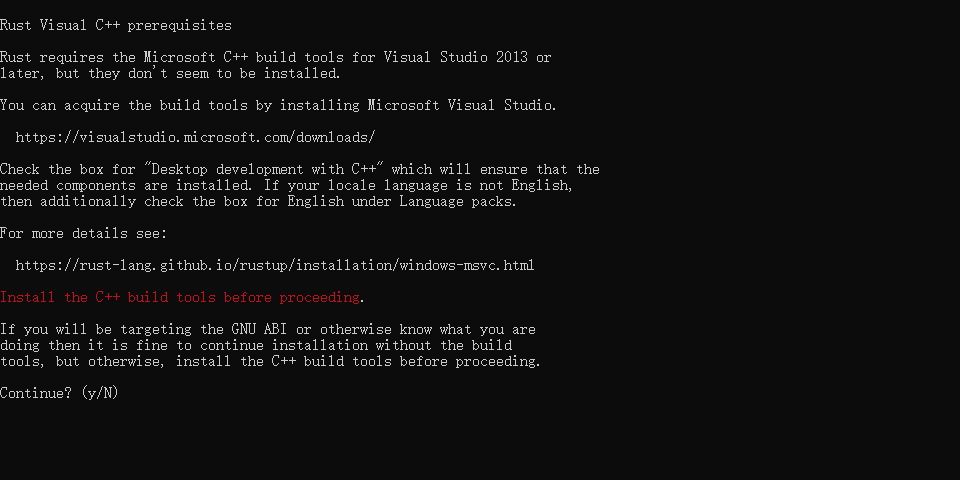 Rust Visual C++ prerequisites
Rust requires the Microsoft C++ build tools for Visual Studio 2013 or
later, but they don't seem to be installed.
You can acquire the build tools by installing Microsoft Visual Studio.
https://visualstudio.microsoft.com/downloads/
Check the box for "Desktop development with C++" which will ensure that the
needed components are installed. If your locale language is not English,
then additionally check the box for English under Language packs.
For more details see:
https://rust-lang.github.io/rustup/installation/windows-msvc.html
Install the C++ build tools before proceeding.
If you will be targeting the GNU ABI or otherwise know what you are
doing then it is fine to continue installation without the build
tools, but otherwise, install the C++ build tools before proceeding.
Continue? (y/N)